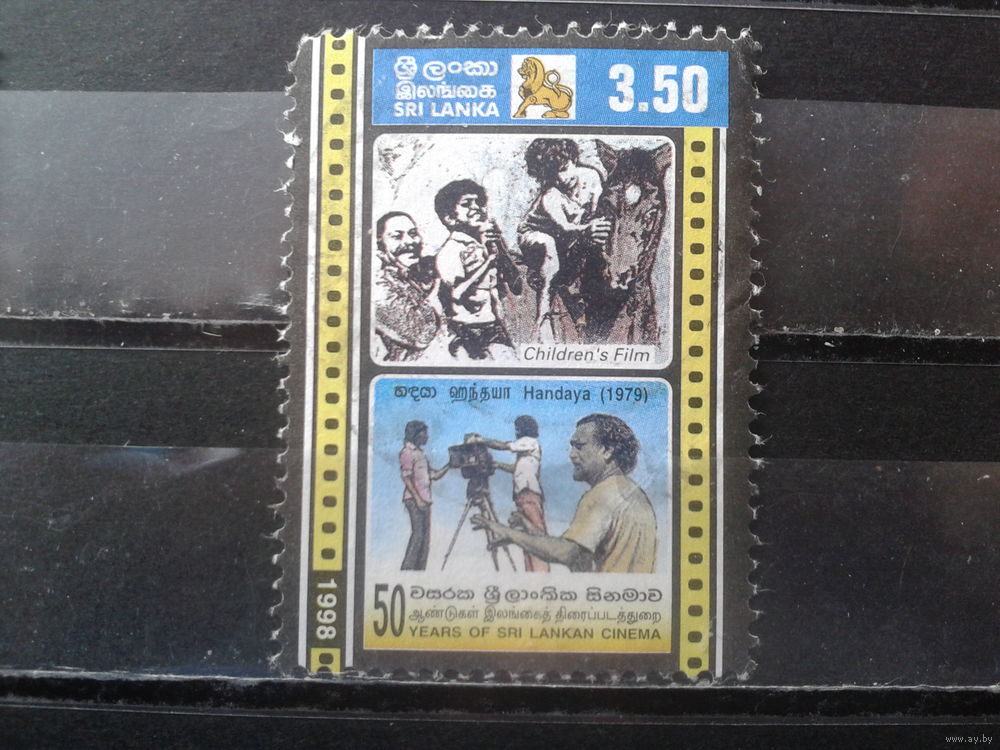 ශ්‍රී ලංකා
இலங்கை
SRI LANKA
3.50
Children's Film
හඳයා ஹந்தயா Handaya (1979)
50 වසරක ශ්‍රී ලාංකික සිනමාව
ஆண்டுகள் இலங்கைத் திரைப்படத்துறை
YEARS OF SRI LANKAN CINEMA
1998
www.ay.by